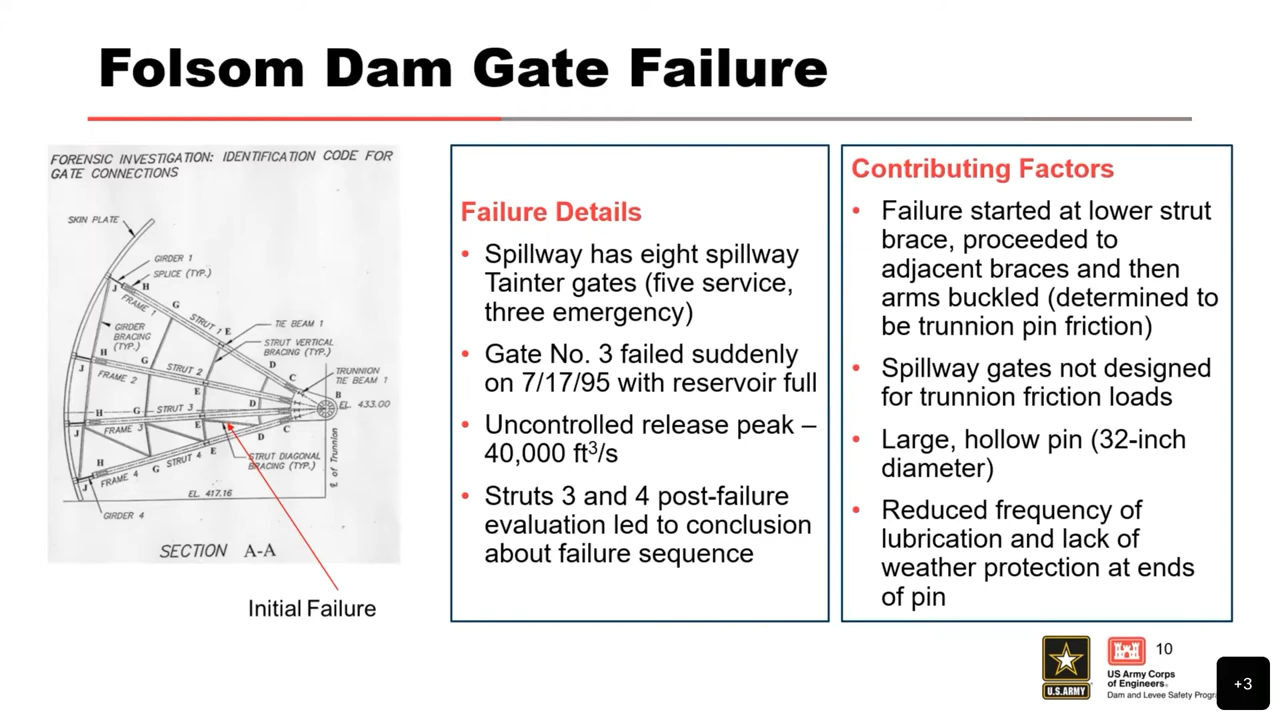 Folsom Dam Gate Failure
FORENSIC INVESTIGATION: IDENTIFICATION CODE FOR
GATE CONNECTIONS
SKIN PLATE
GIRDER 1
SPLICE (TYP.)
J
H
FRAME 1
G
STRUT 1
E
TIE BEAM 1
STRUT VERTICAL
BRACING (TYP.)
GIRDER
BRACING
(TYP.)
H
G
STRUT 2
D
C
TRUNNION
TIE BEAM 1
J
FRAME 2
E
D
B
EL. 433.00
H
G
STRUT 3
J
FRAME 3
E
D
C
H
G
STRUT 4
E
STRUT DIAGONAL
BRACING (TYP.)
℄ of Trunnion
J
FRAME 4
EL. 417.16
GIRDER 4
SECTION A-A
Initial Failure
Failure Details
• Spillway has eight spillway
Tainter gates (five service,
three emergency)
• Gate No. 3 failed suddenly
on 7/17/95 with reservoir full
• Uncontrolled release peak –
40,000 ft³/s
• Struts 3 and 4 post-failure
evaluation led to conclusion
about failure sequence
Contributing Factors
• Failure started at lower strut
brace, proceeded to
adjacent braces and then
arms buckled (determined to
be trunnion pin friction)
• Spillway gates not designed
for trunnion friction loads
• Large, hollow pin (32-inch
diameter)
• Reduced frequency of
lubrication and lack of
weather protection at ends
of pin
U.S. ARMY
10
US Army Corps
of Engineers®
Dam and Levee Safety Progr
+3